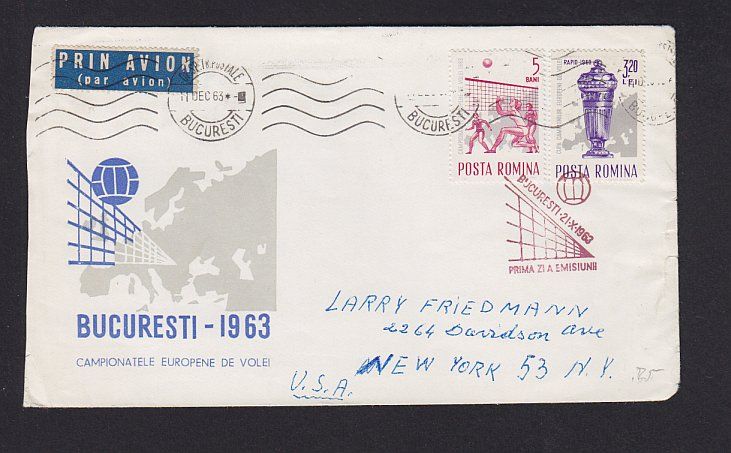 PRIN AVION
(par avion)
11 DEC 63
BUCURESTI
BUCURESTI
5
BANI
POSTA ROMINA
RAPID - 1963
3,20
LEI
POSTA ROMINA
BUCURESTI·21·X·1963
PRIMA ZI A EMISIUNII
BUCURESTI - 1963
CAMPIONATELE EUROPENE DE VOLEI
LARRY FRIEDMANN
2264 Davidson Ave
NEW YORK 53 N.Y.
U.S.A.